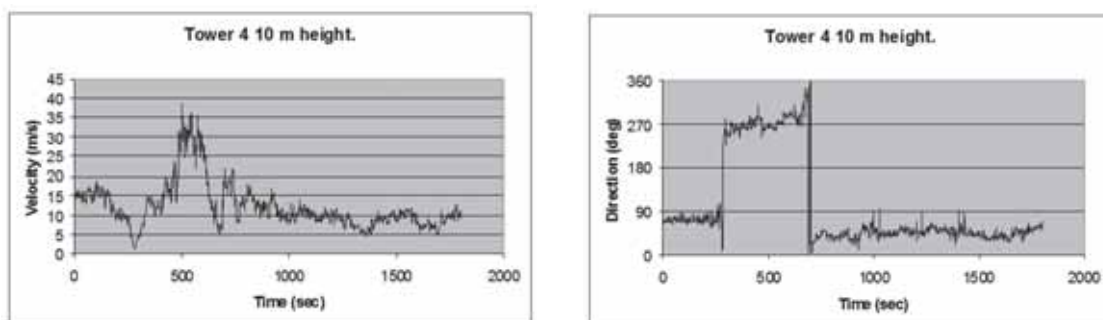 Tower 4 10 m height.
Velocity (m/s)
45
40
35
30
25
20
15
10
5
0
0 500 1000 1500 2000
Time (sec)
Tower 4 10 m height.
Direction (deg)
360
270
180
90
0
0 500 1000 1500 2000
Time (sec)